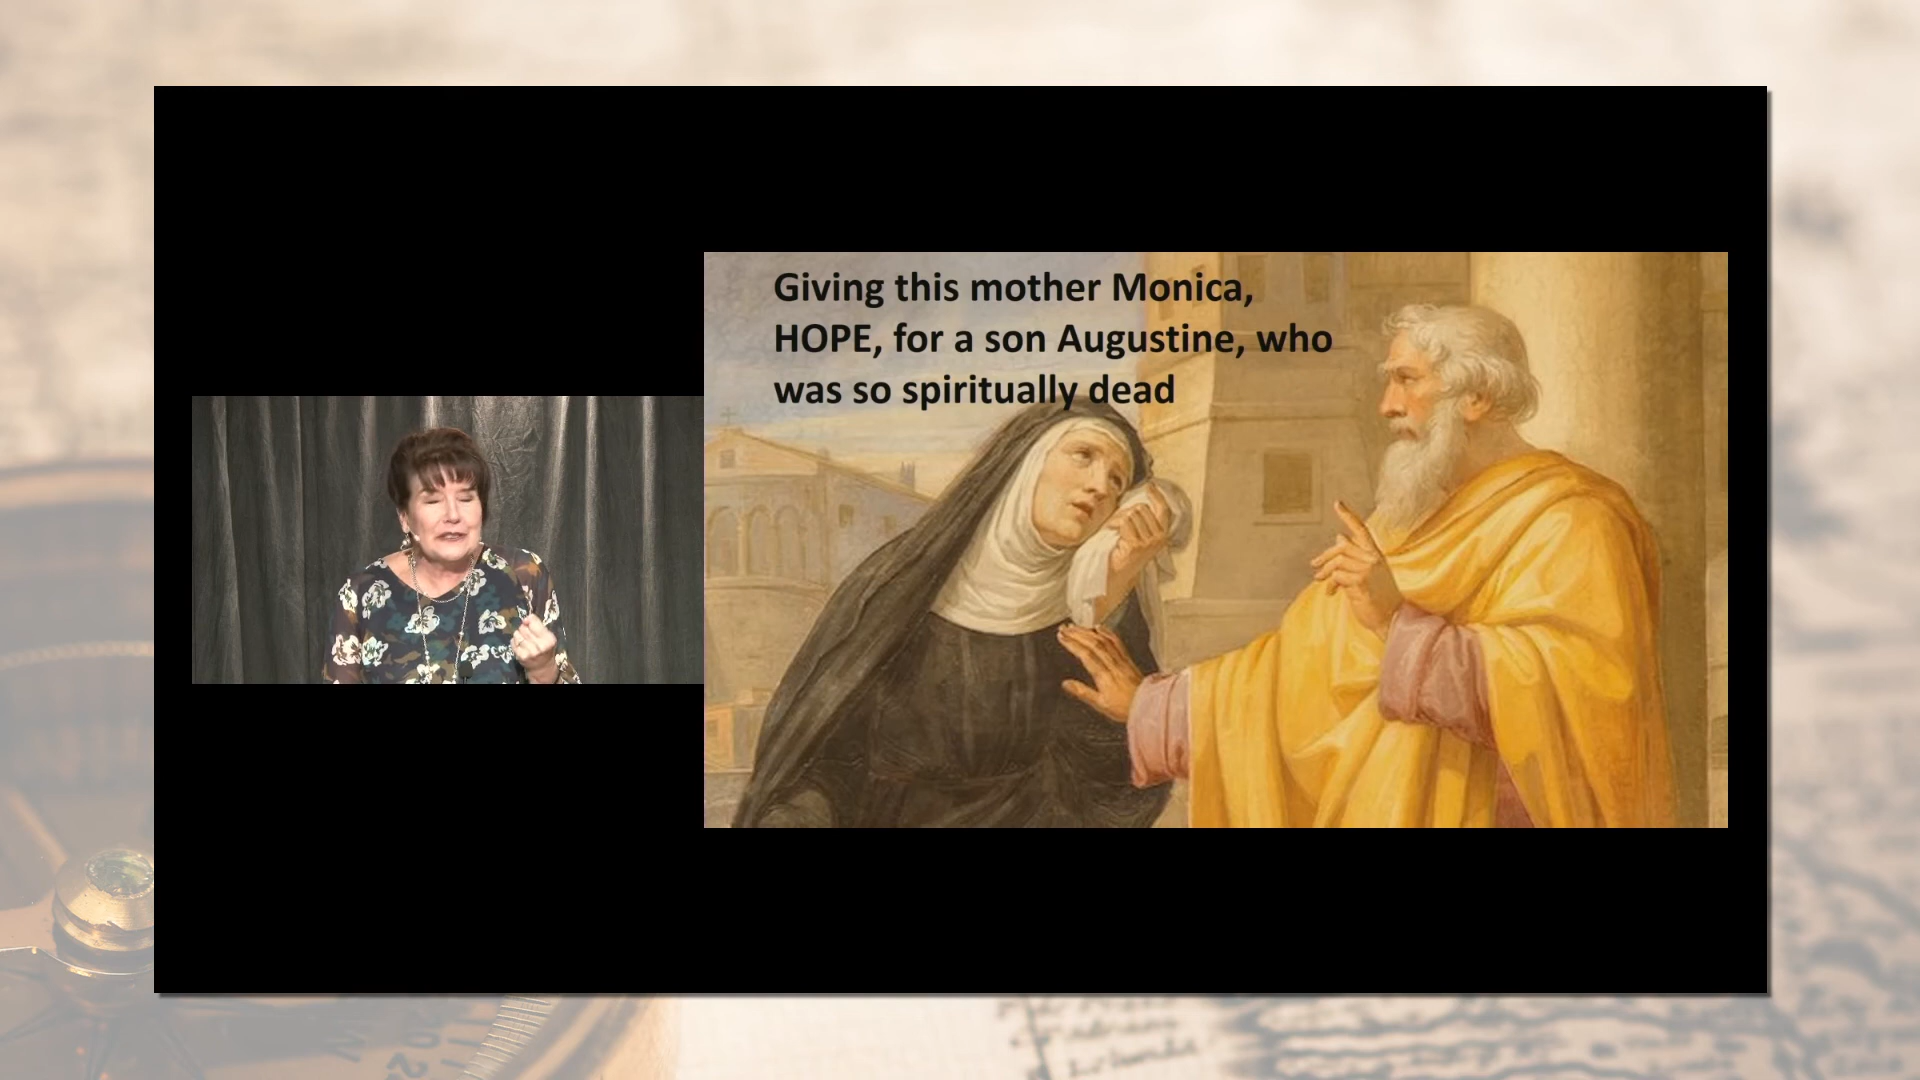 Giving this mother Monica,
HOPE, for a son Augustine, who
was so spiritually dead